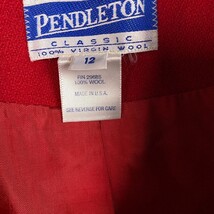 PENDLETON
CLASSIC
100% VIRGIN WOOL
12
RN 29685
100% WOOL
MADE IN U.S.A.
SEE REVERSE FOR CARE